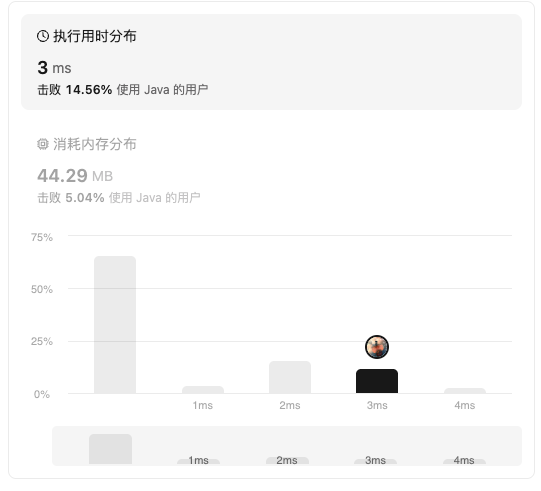 执行用时分布
3 ms
击败 14.56% 使用 Java 的用户
消耗内存分布
44.29 MB
击败 5.04% 使用 Java 的用户
75%
50%
25%
0%
1ms 2ms 3ms 4ms
1ms 2ms 3ms 4ms